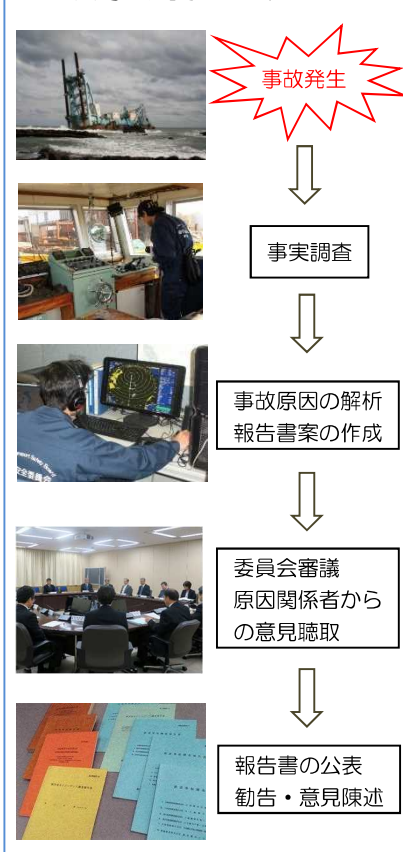 事故発生
事実調査
事故原因の解析
報告書案の作成
委員会審議
原因関係者から
の意見聴取
報告書の公表
勧告・意見陳述